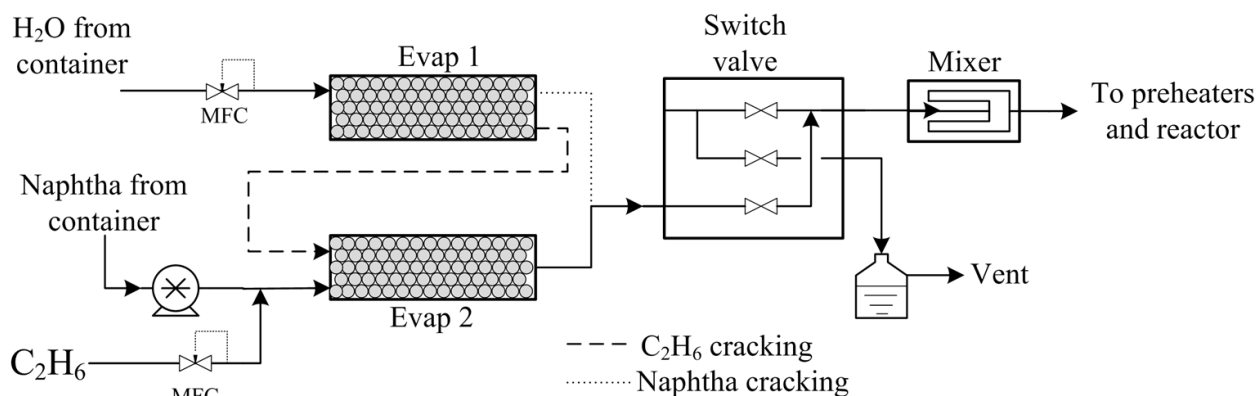 H₂O from
container
MFC
Evap 1
Switch
valve
Mixer
To preheaters
and reactor
Naphtha from
container
Evap 2
Vent
C₂H₆
MFC
C₂H₆ cracking
Naphtha cracking